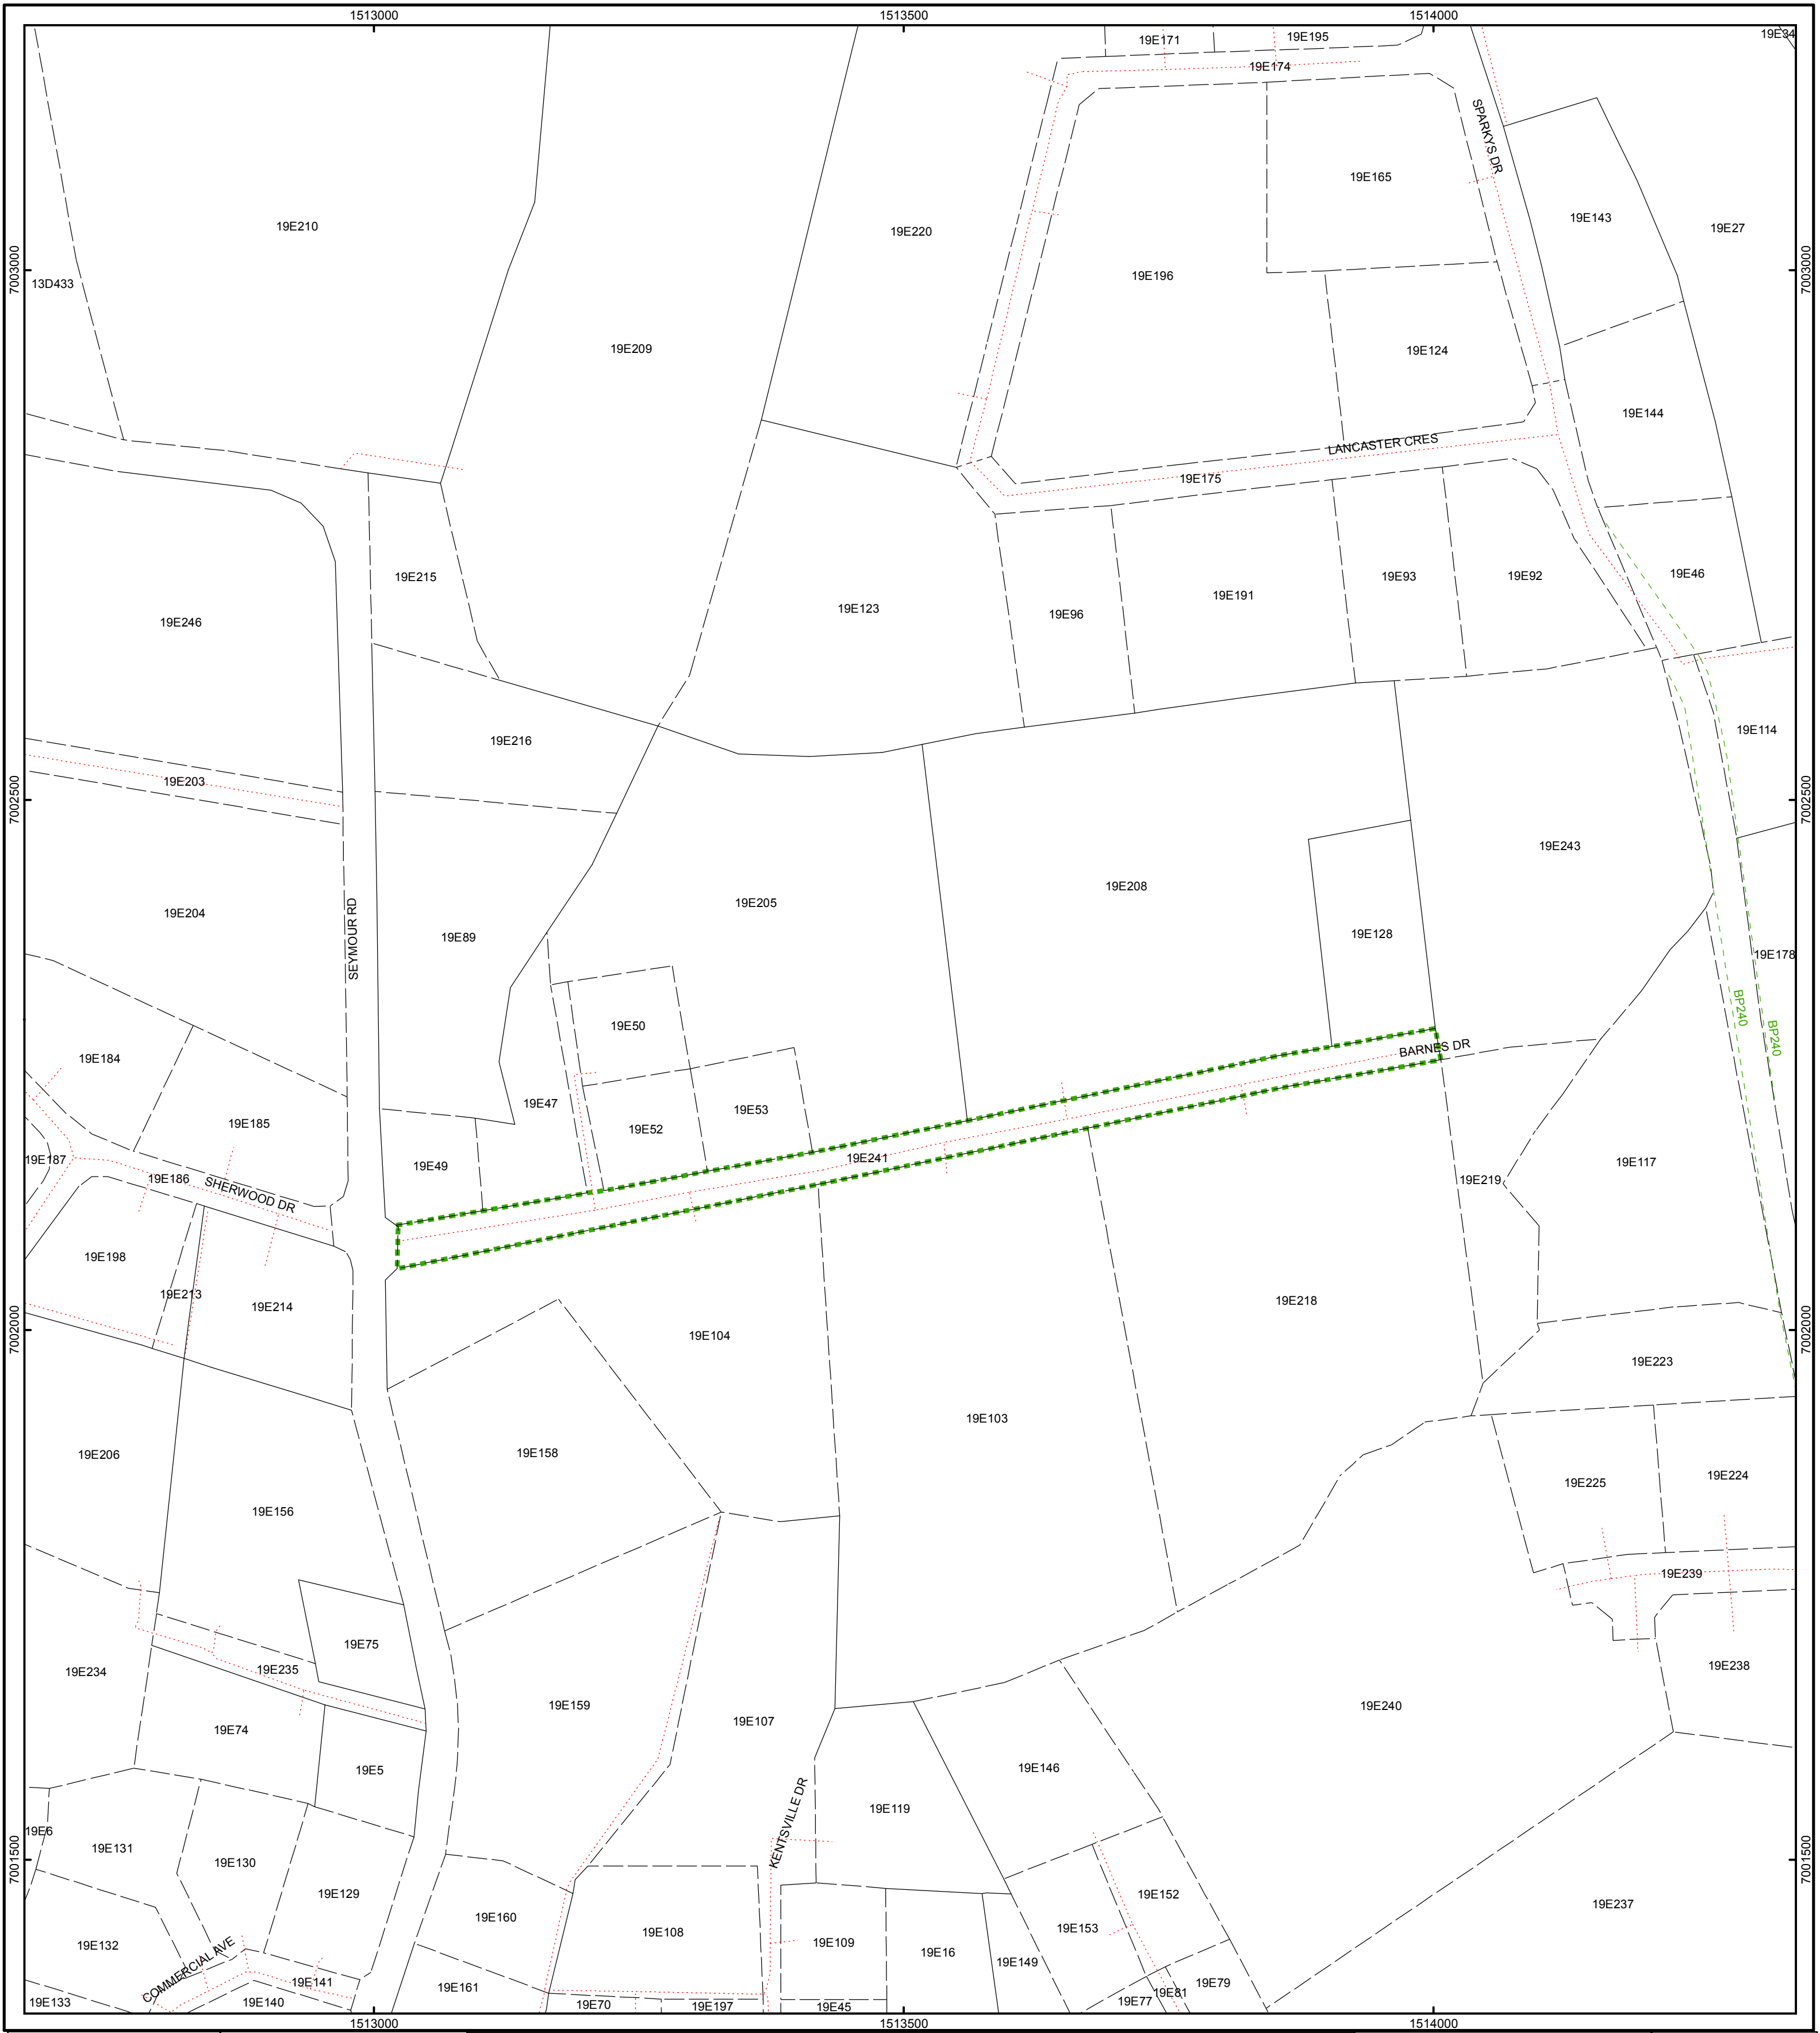 1513000
1513500
1514000
19E171
19E195
19E34
19E174
SPARKYS DR
19E165
19E143
19E27
19E210
19E220
7003000
7003000
13D433
19E196
19E209
19E124
19E144
LANCASTER CRES
19E175
19E215
19E93
19E92
19E46
19E246
19E123
19E96
19E191
19E216
19E114
19E203
7002500
7002500
19E243
19E208
19E205
19E204
SEYMOUR RD
19E89
19E128
19E178
BP240
BP240
19E50
BARNES DR
19E184
19E47
19E53
19E185
19E52
19E187
19E49
19E241
19E117
19E186
SHERWOOD DR
19E219
19E198
19E213
19E214
19E218
7002000
7002000
19E104
19E223
19E103
19E206
19E158
19E225
19E224
19E156
19E239
19E75
19E234
19E235
19E238
19E159
19E240
19E74
19E107
19E5
19E146
KENTSVILLE DR
19E119
19E6
19E131
7001500
7001500
19E130
19E129
19E152
19E237
19E160
19E153
19E108
19E109
19E16
19E132
COMMERCIAL AVE
19E149
19E141
19E161
19E79
19E81
19E133
19E140
19E70
19E197
19E45
19E77
1513000
1513500
1514000